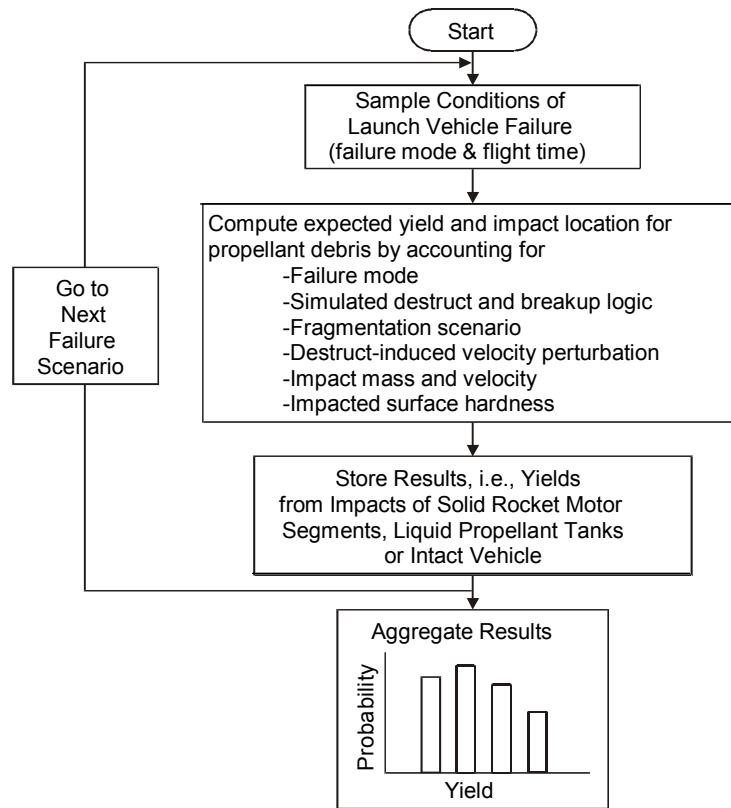 Start
Sample Conditions of
Launch Vehicle Failure
(failure mode & flight time)
Compute expected yield and impact location for
propellant debris by accounting for
-Failure mode
-Simulated destruct and breakup logic
-Fragmentation scenario
-Destruct-induced velocity perturbation
-Impact mass and velocity
-Impacted surface hardness
Go to
Next
Failure
Scenario
Store Results, i.e., Yields
from Impacts of Solid Rocket Motor
Segments, Liquid Propellant Tanks
or Intact Vehicle
Aggregate Results
Probability
Yield